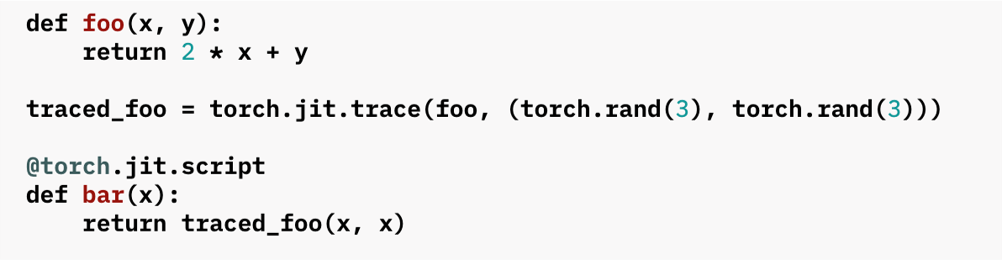 def foo(x, y):
    return 2 * x + y
traced_foo = torch.jit.trace(foo, (torch.rand(3), torch.rand(3)))
@torch.jit.script
def bar(x):
    return traced_foo(x, x)